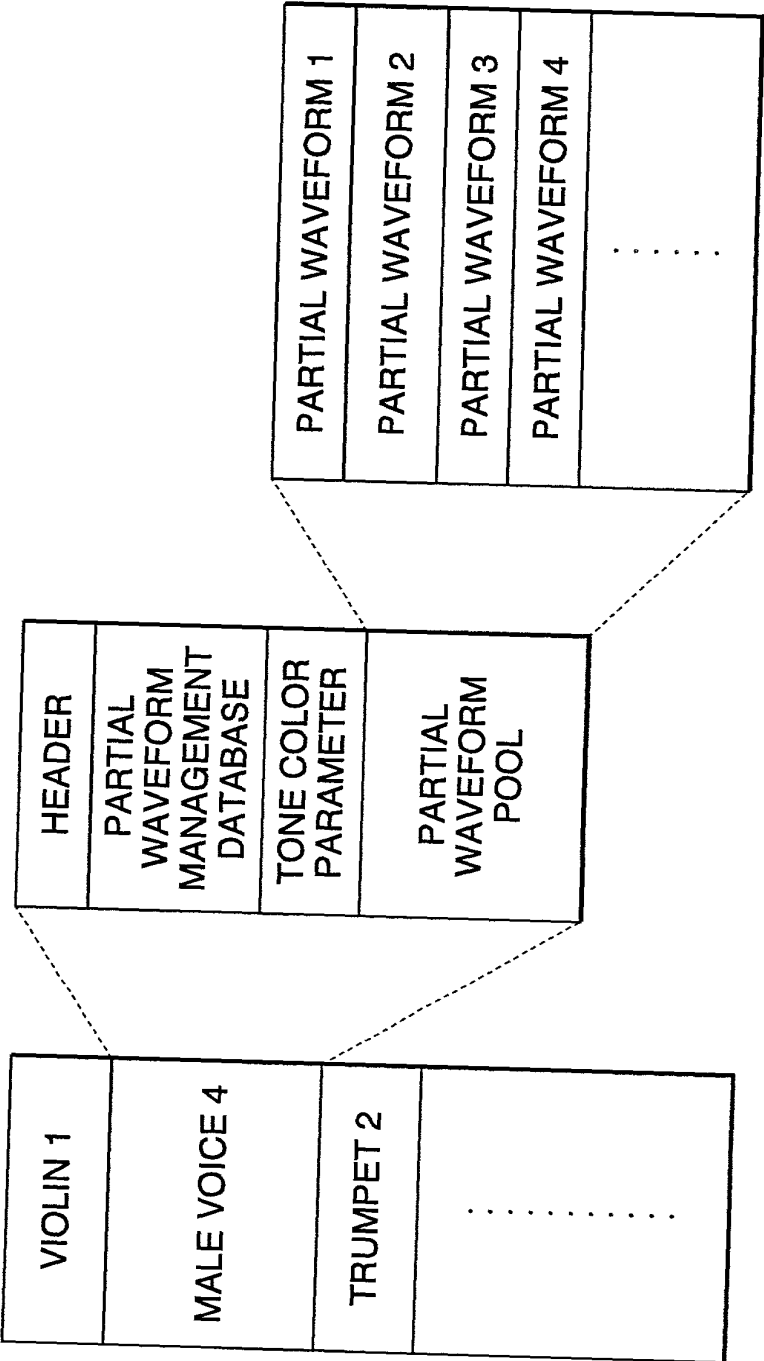 VIOLIN 1
MALE VOICE 4
TRUMPET 2
HEADER
PARTIAL
WAVEFORM
MANAGEMENT
DATABASE
TONE COLOR
PARAMETER
PARTIAL
WAVEFORM
POOL
PARTIAL WAVEFORM 1
PARTIAL WAVEFORM 2
PARTIAL WAVEFORM 3
PARTIAL WAVEFORM 4